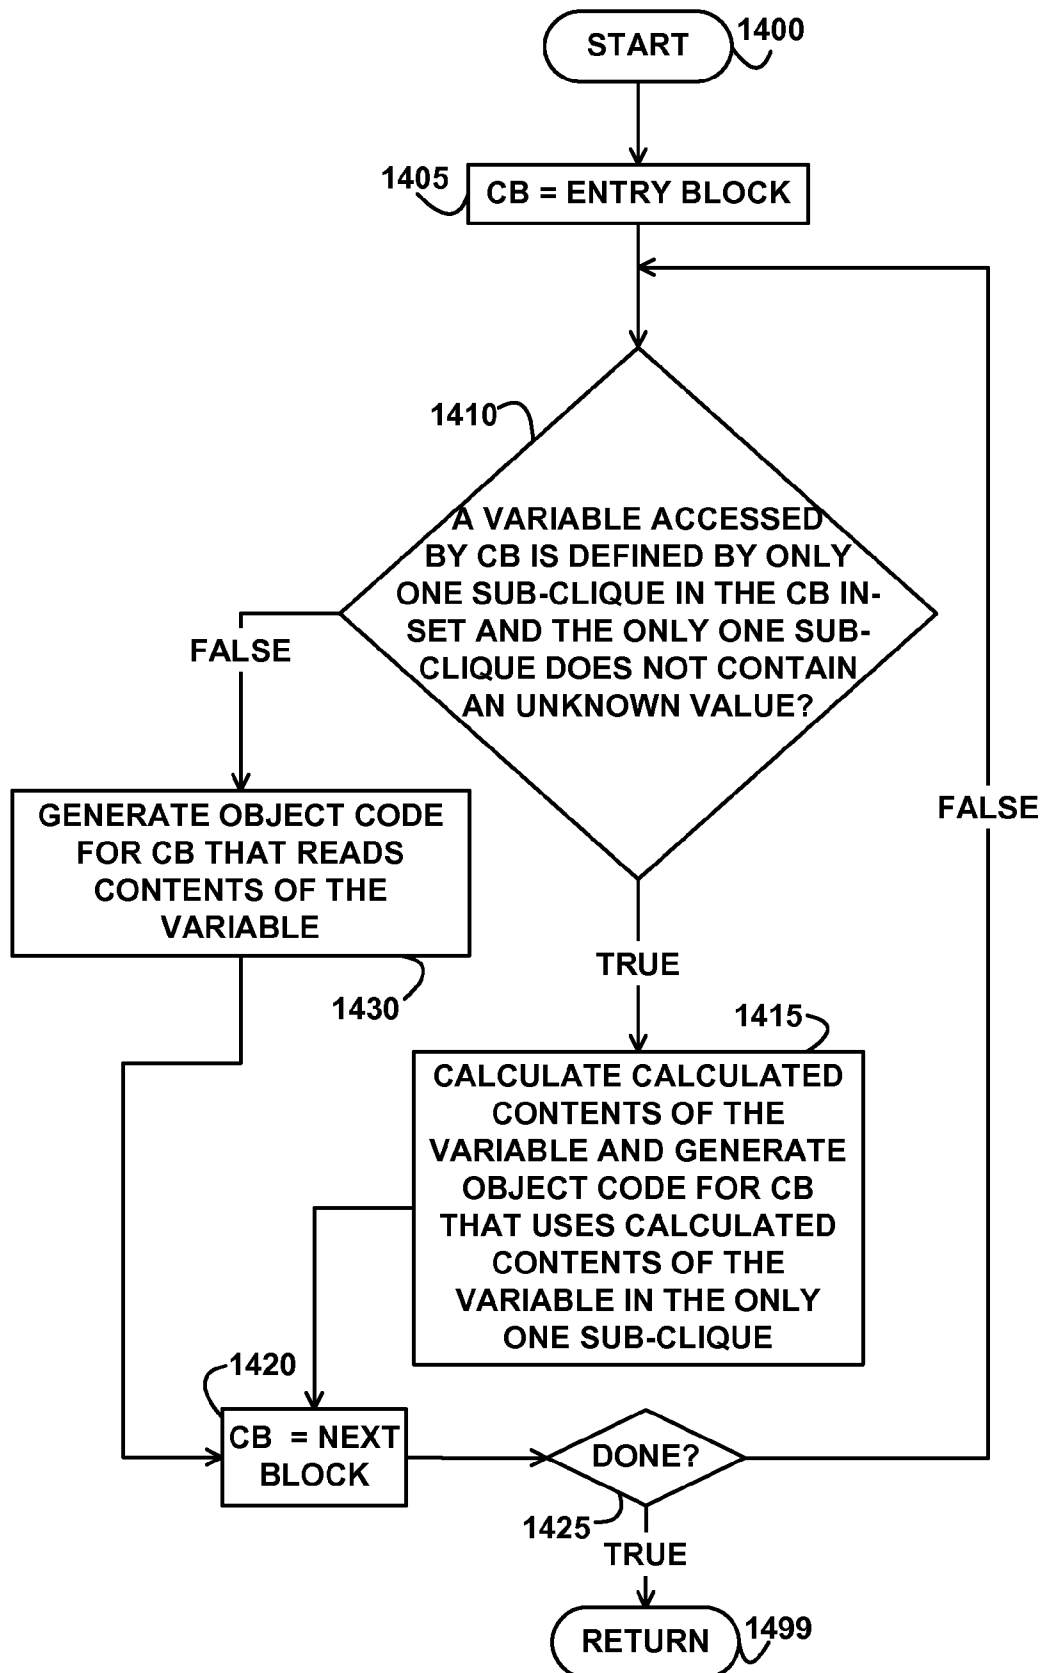 START
1400
1405
CB = ENTRY BLOCK
1410
A VARIABLE ACCESSED
BY CB IS DEFINED BY ONLY
ONE SUB-CLIQUE IN THE CB IN-
SET AND THE ONLY ONE SUB-
CLIQUE DOES NOT CONTAIN
AN UNKNOWN VALUE?
FALSE
GENERATE OBJECT CODE
FOR CB THAT READS
CONTENTS OF THE
VARIABLE
1430
FALSE
TRUE
1415
CALCULATE CALCULATED
CONTENTS OF THE
VARIABLE AND GENERATE
OBJECT CODE FOR CB
THAT USES CALCULATED
CONTENTS OF THE
VARIABLE IN THE ONLY
ONE SUB-CLIQUE
1420
CB = NEXT
BLOCK
DONE?
1425
TRUE
RETURN
1499